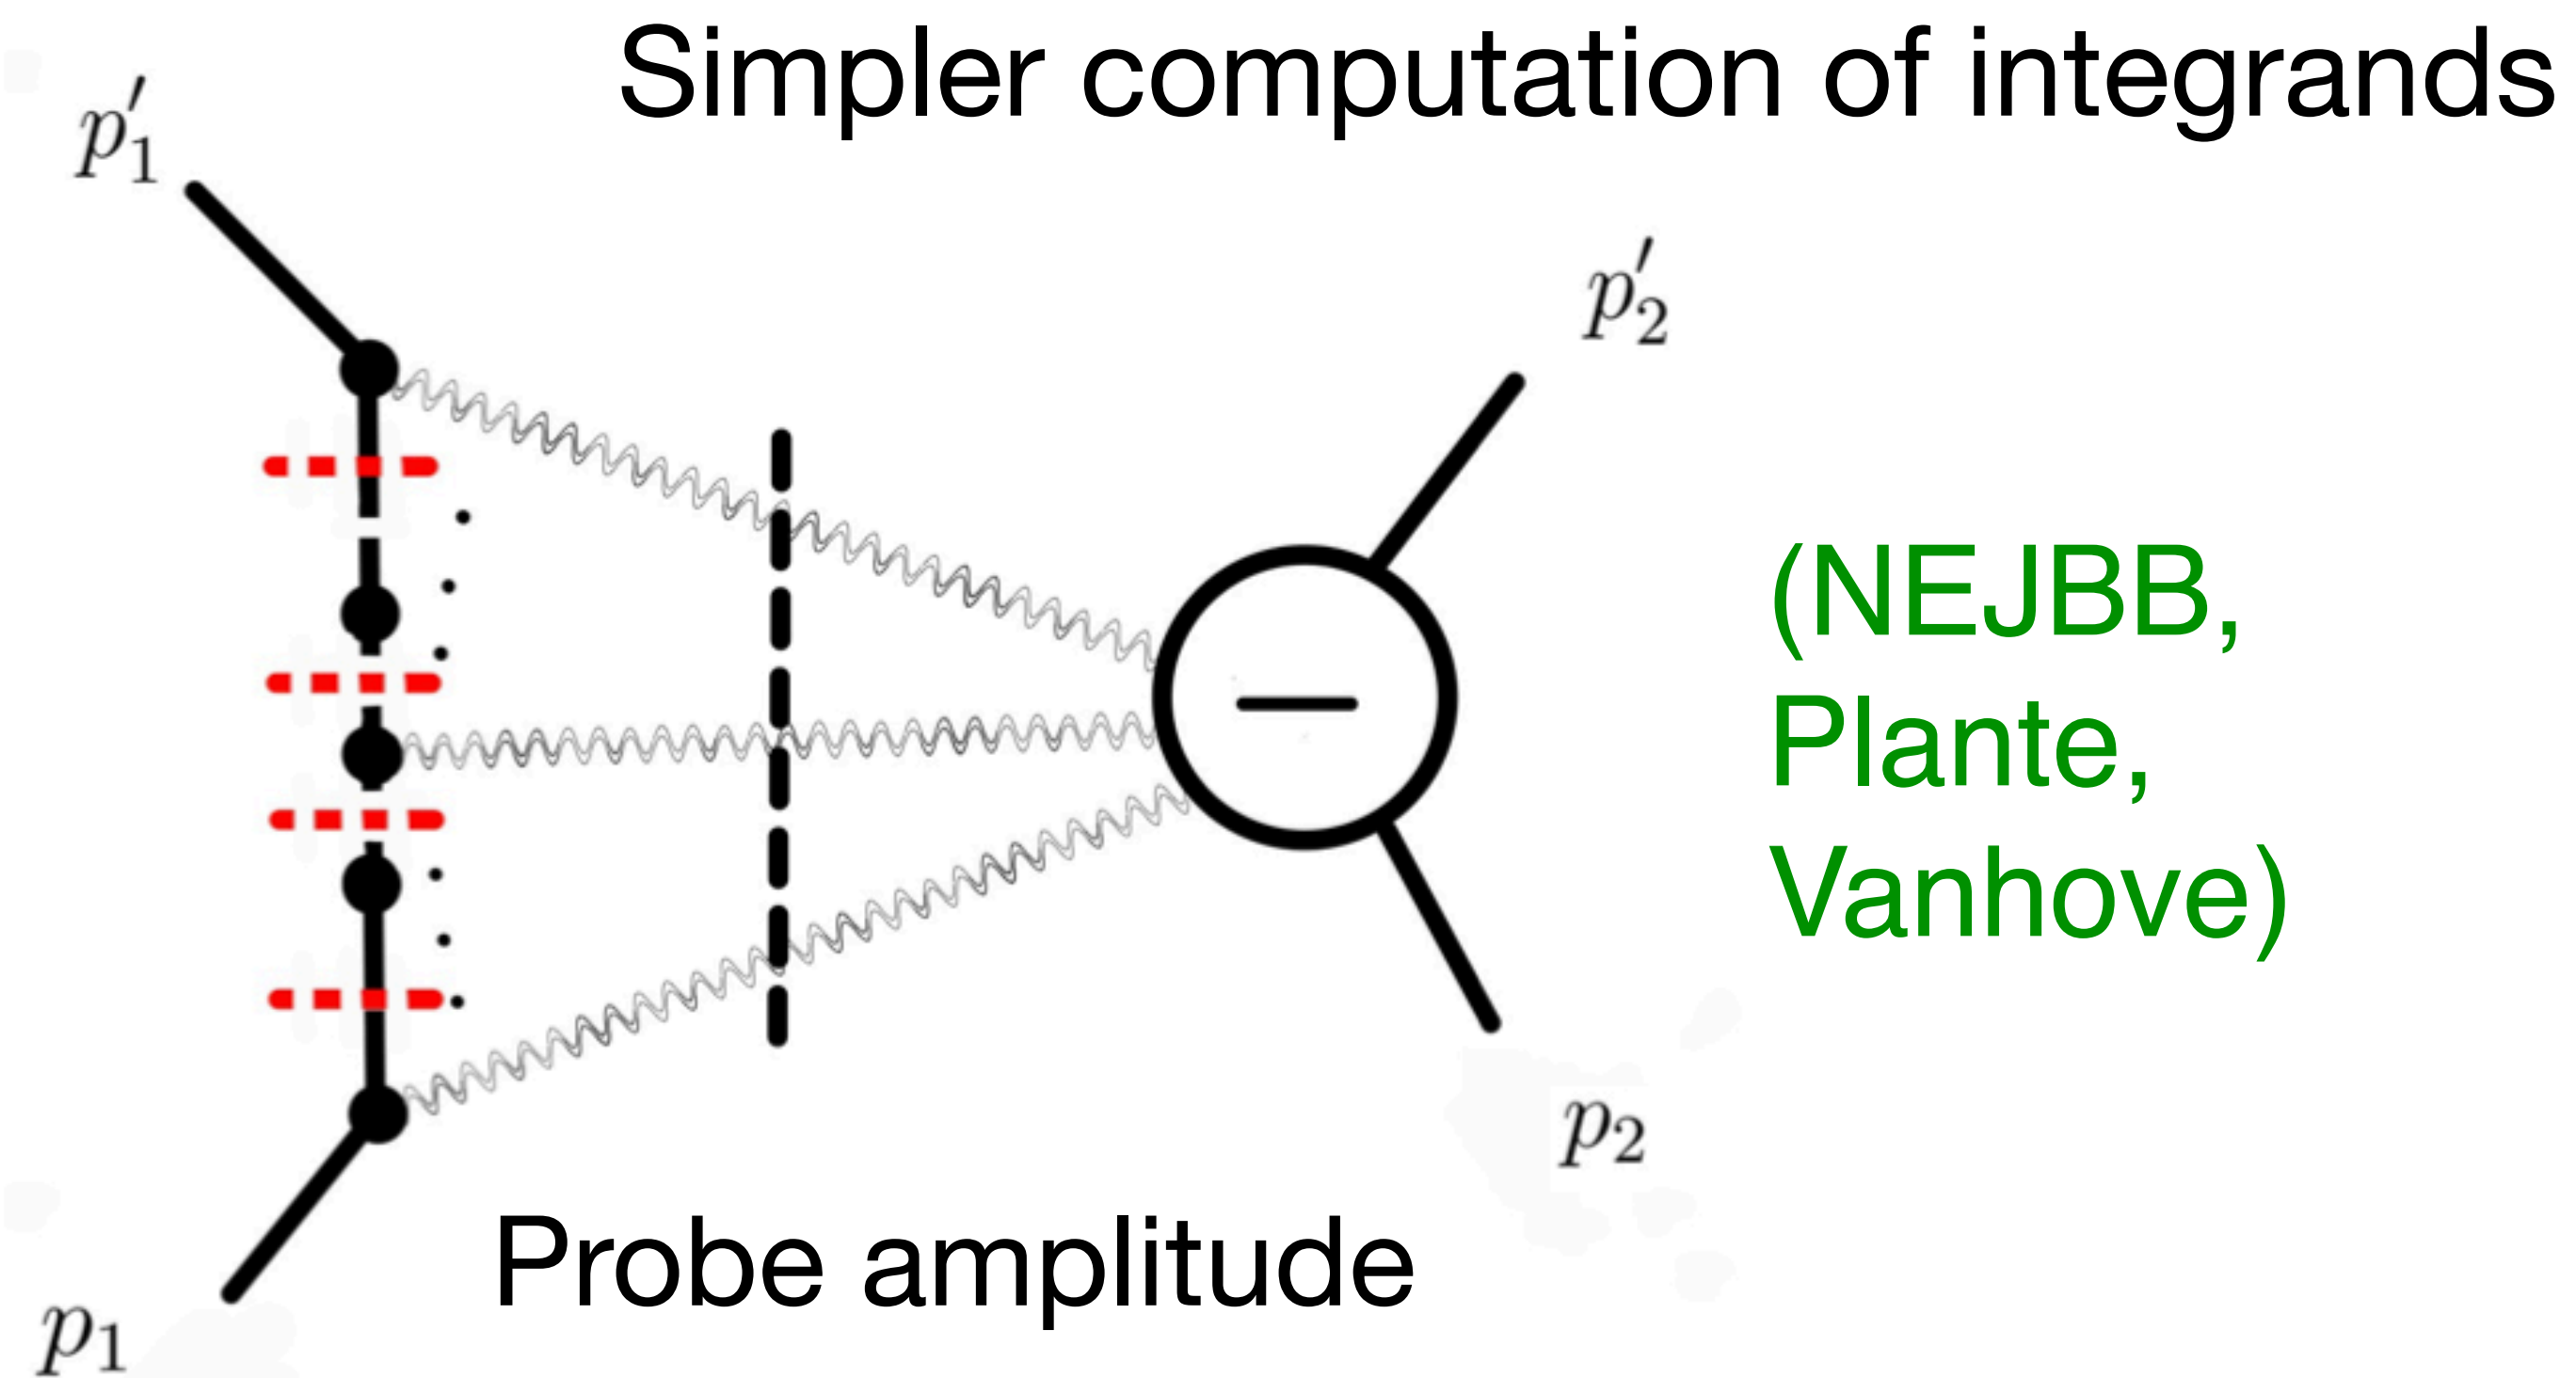 Simpler computation of integrands
p′₁
p′₂
(NEJBB,
Plante,
Vanhove)
p₂
Probe amplitude
p₁